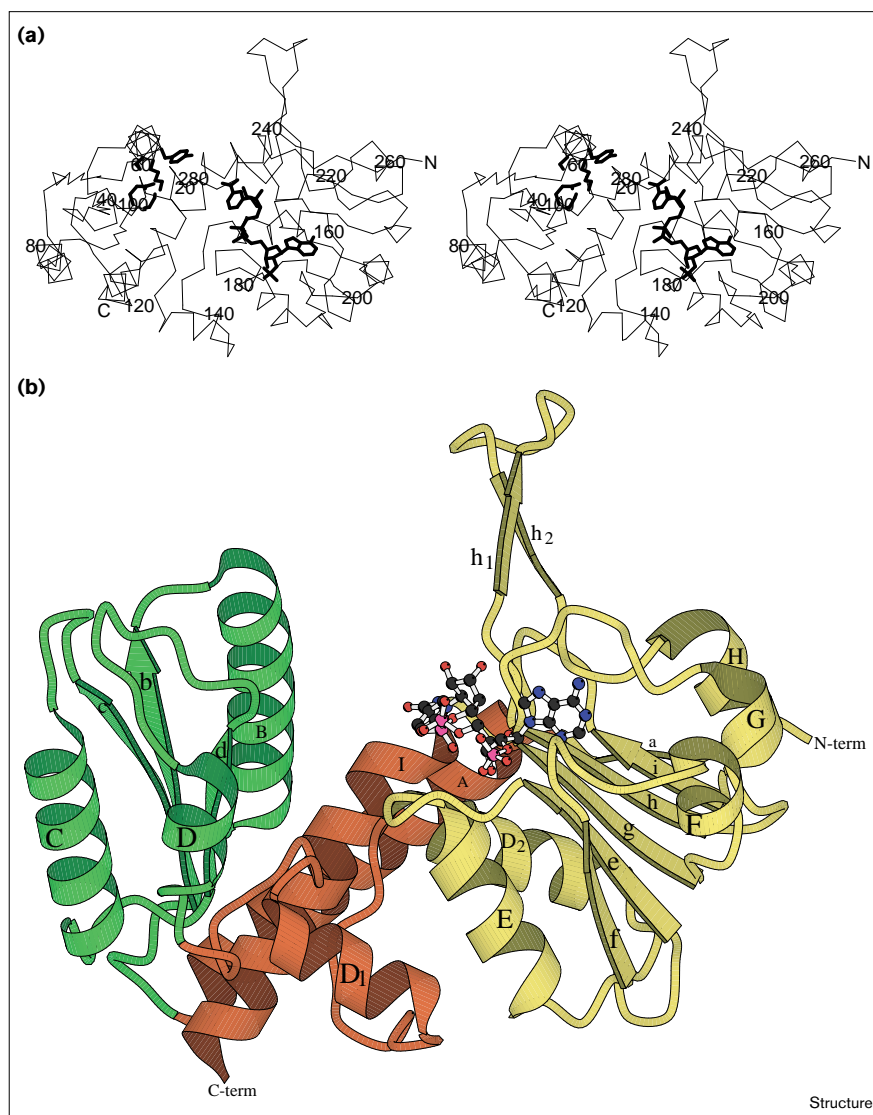 (a)
240 240
60 280 20 220 260 N 60 280 20 220 260 N
40 100 160 40 100 160
80 180 200 80 180 200
C 120 140 C 120 140
(b)
h1 h2
b c d B H G
N-term
a i h g F
I A
C D D2 e
E f
D1
C-term
Structure